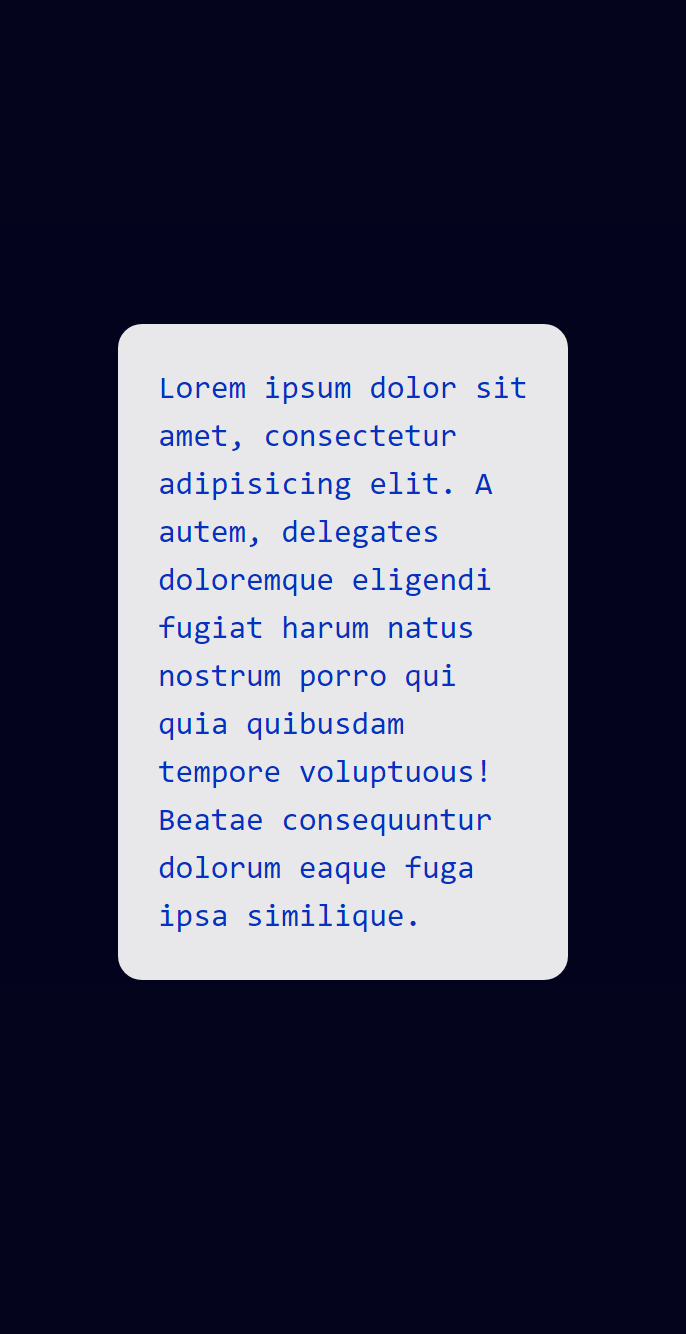 Lorem ipsum dolor sit
amet, consectetur
adipisicing elit. A
autem, delegates
doloremque eligendi
fugiat harum natus
nostrum porro qui
quia quibusdam
tempore voluptuous!
Beatae consequuntur
dolorum eaque fuga
ipsa similique.